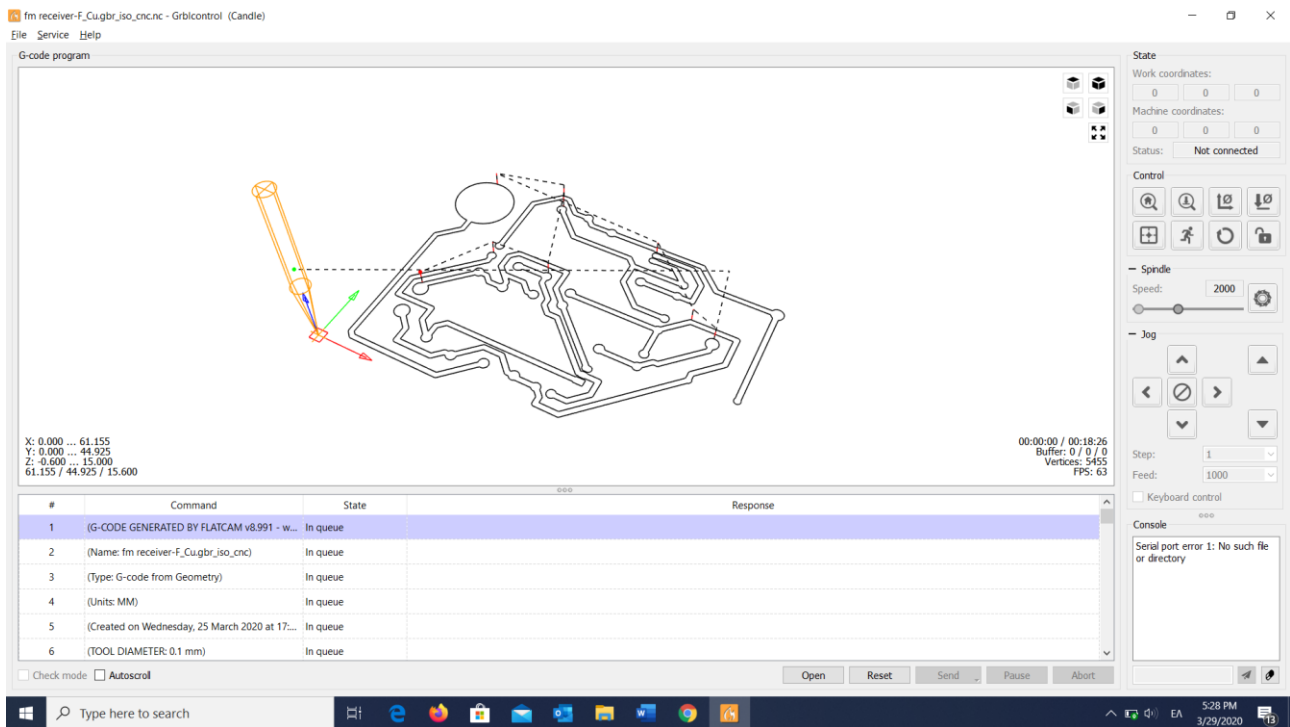 fm receiver-F_Cu.gbr_iso_cnc.nc - Grblcontrol (Candle)
File Service Help
G-code program
X: 0.000 ... 61.155
Y: 0.000 ... 44.925
Z: -0.600 ... 15.000
61.155 / 44.925 / 15.600
00:00:00 / 00:18:26
Buffer: 0 / 0 / 0
Vertices: 5455
FPS: 63
# Command State Response
1 (G-CODE GENERATED BY FLATCAM v8.991 - w... In queue
2 (Name: fm receiver-F_Cu.gbr_iso_cnc) In queue
3 (Type: G-code from Geometry) In queue
4 (Units: MM) In queue
5 (Created on Wednesday, 25 March 2020 at 17:... In queue
6 (TOOL DIAMETER: 0.1 mm) In queue
Check mode Autoscroll
Open Reset Send Pause Abort
State
Work coordinates:
0 0 0
Machine coordinates:
0 0 0
Status: Not connected
Control
Spindle
Speed: 2000
Jog
Step: 1
Feed: 1000
Keyboard control
Console
Serial port error 1: No such file
or directory
Type here to search
ΕΛ
5:28 PM
3/29/2020
13